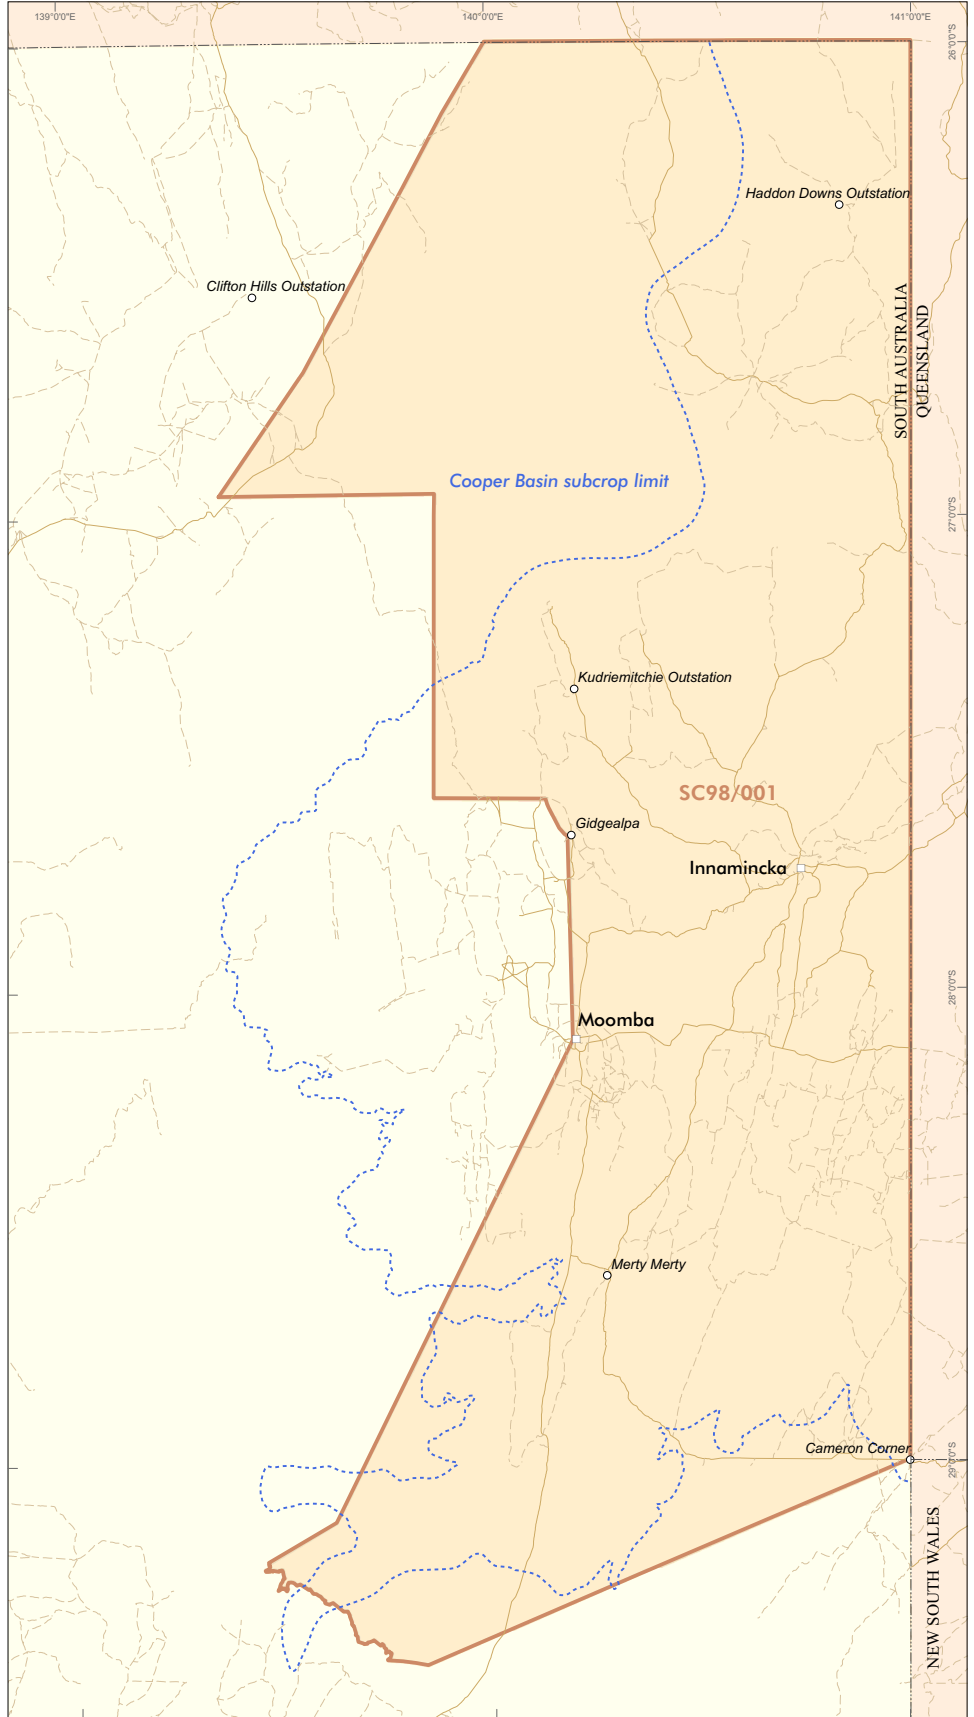 139°0'0"E
140°0'0"E
141°0'0"E
26°0'0"S
Haddon Downs Outstation
Clifton Hills Outstation
SOUTH AUSTRALIA
QUEENSLAND
Cooper Basin subcrop limit
27°0'0"S
Kudriemitchie Outstation
SC98/001
Gidgealpa
Innamincka
28°0'0"S
Moomba
Merty Merty
Cameron Corner
29°0'0"S
NEW SOUTH WALES